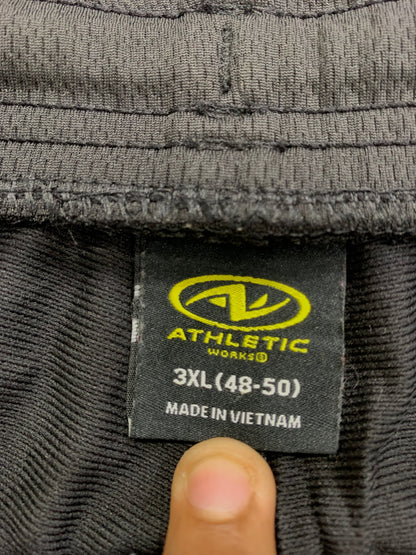 ATHLETIC
WORKS®
3XL (48-50)
MADE IN VIETNAM